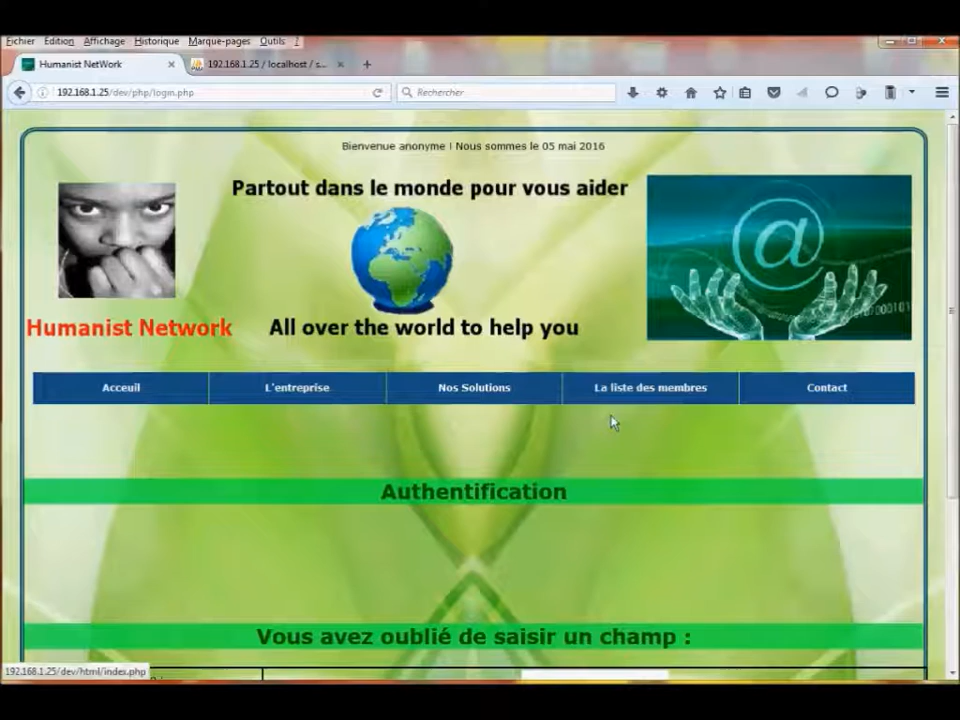 Fichier Edition Affichage Historique Marque-pages Outils ?
Humanist NetWork
192.168.1.25 / localhost / s...
192.168.1.25/dev/php/login.php
Rechercher
Bienvenue anonyme ! Nous sommes le 05 mai 2016
Partout dans le monde pour vous aider
@
Humanist Network
All over the world to help you
Acceuil
L'entreprise
Nos Solutions
La liste des membres
Contact
Authentification
Vous avez oublié de saisir un champ :
192.168.1.25/dev/html/index.php